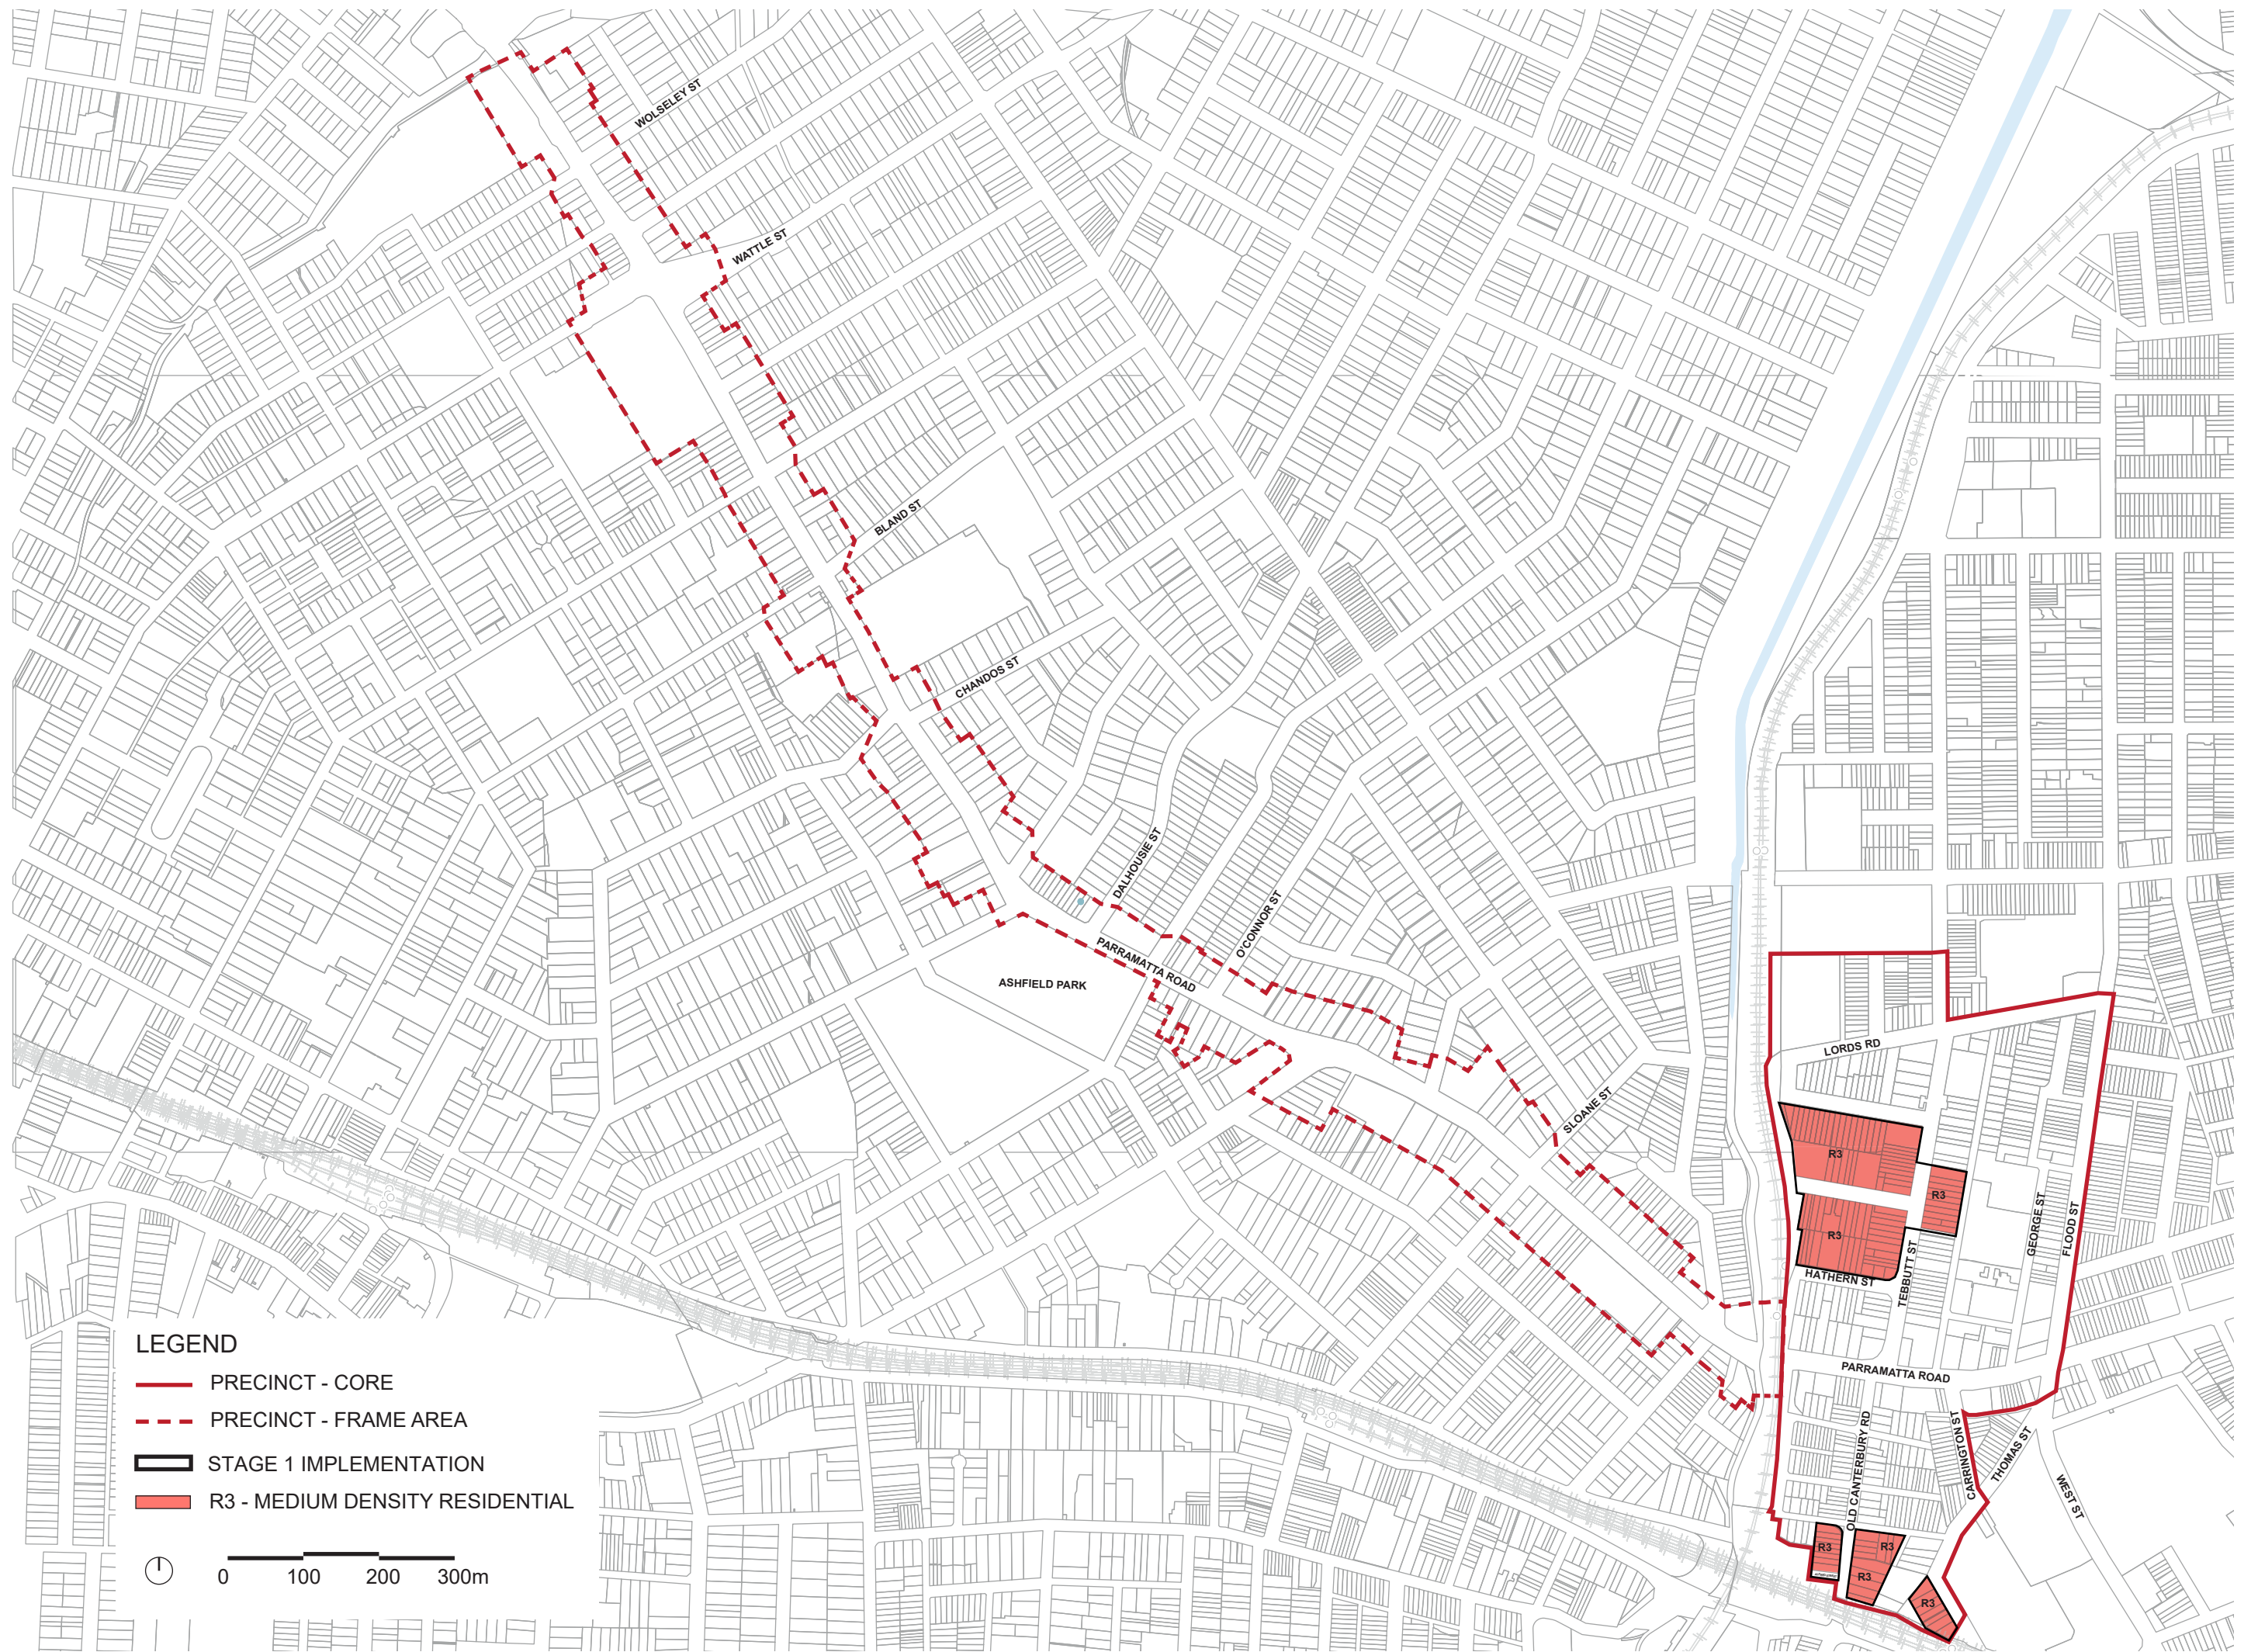 WOLSELEY ST
WATTLE ST
BLAND ST
CHANDOS ST
DALHOUSIE ST
O'CONNOR ST
PARRAMATTA ROAD
ASHFIELD PARK
SLOANE ST
LORDS RD
R3
R3
R3
GEORGE ST
FLOOD ST
TEBBUTT ST
HATHERN ST
PARRAMATTA ROAD
OLD CANTERBURY RD
CARRINGTON ST
THOMAS ST
WEST ST
R3
R3
R3
R3
LEGEND
PRECINCT - CORE
PRECINCT - FRAME AREA
STAGE 1 IMPLEMENTATION
R3 - MEDIUM DENSITY RESIDENTIAL
0 100 200 300m